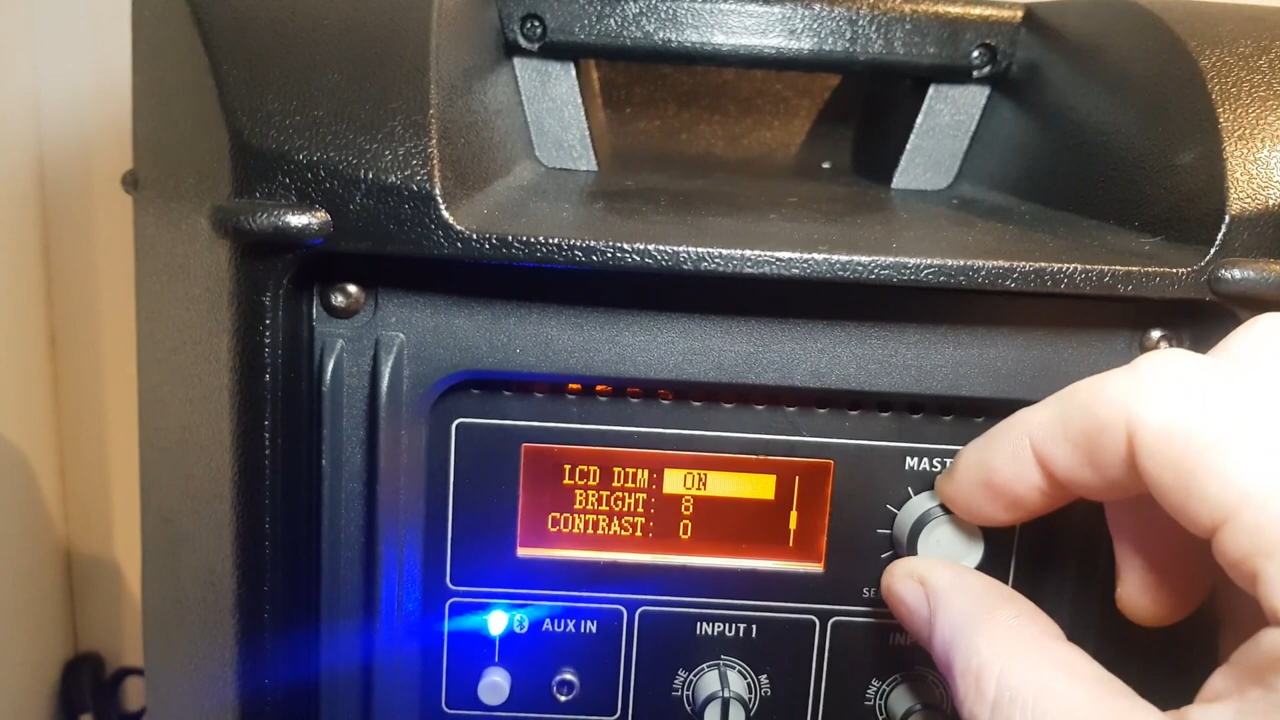 LCD DIM: ON
BRIGHT: 8
CONTRAST: 0
AUX IN
INPUT 1
LINE
MIC
LINE